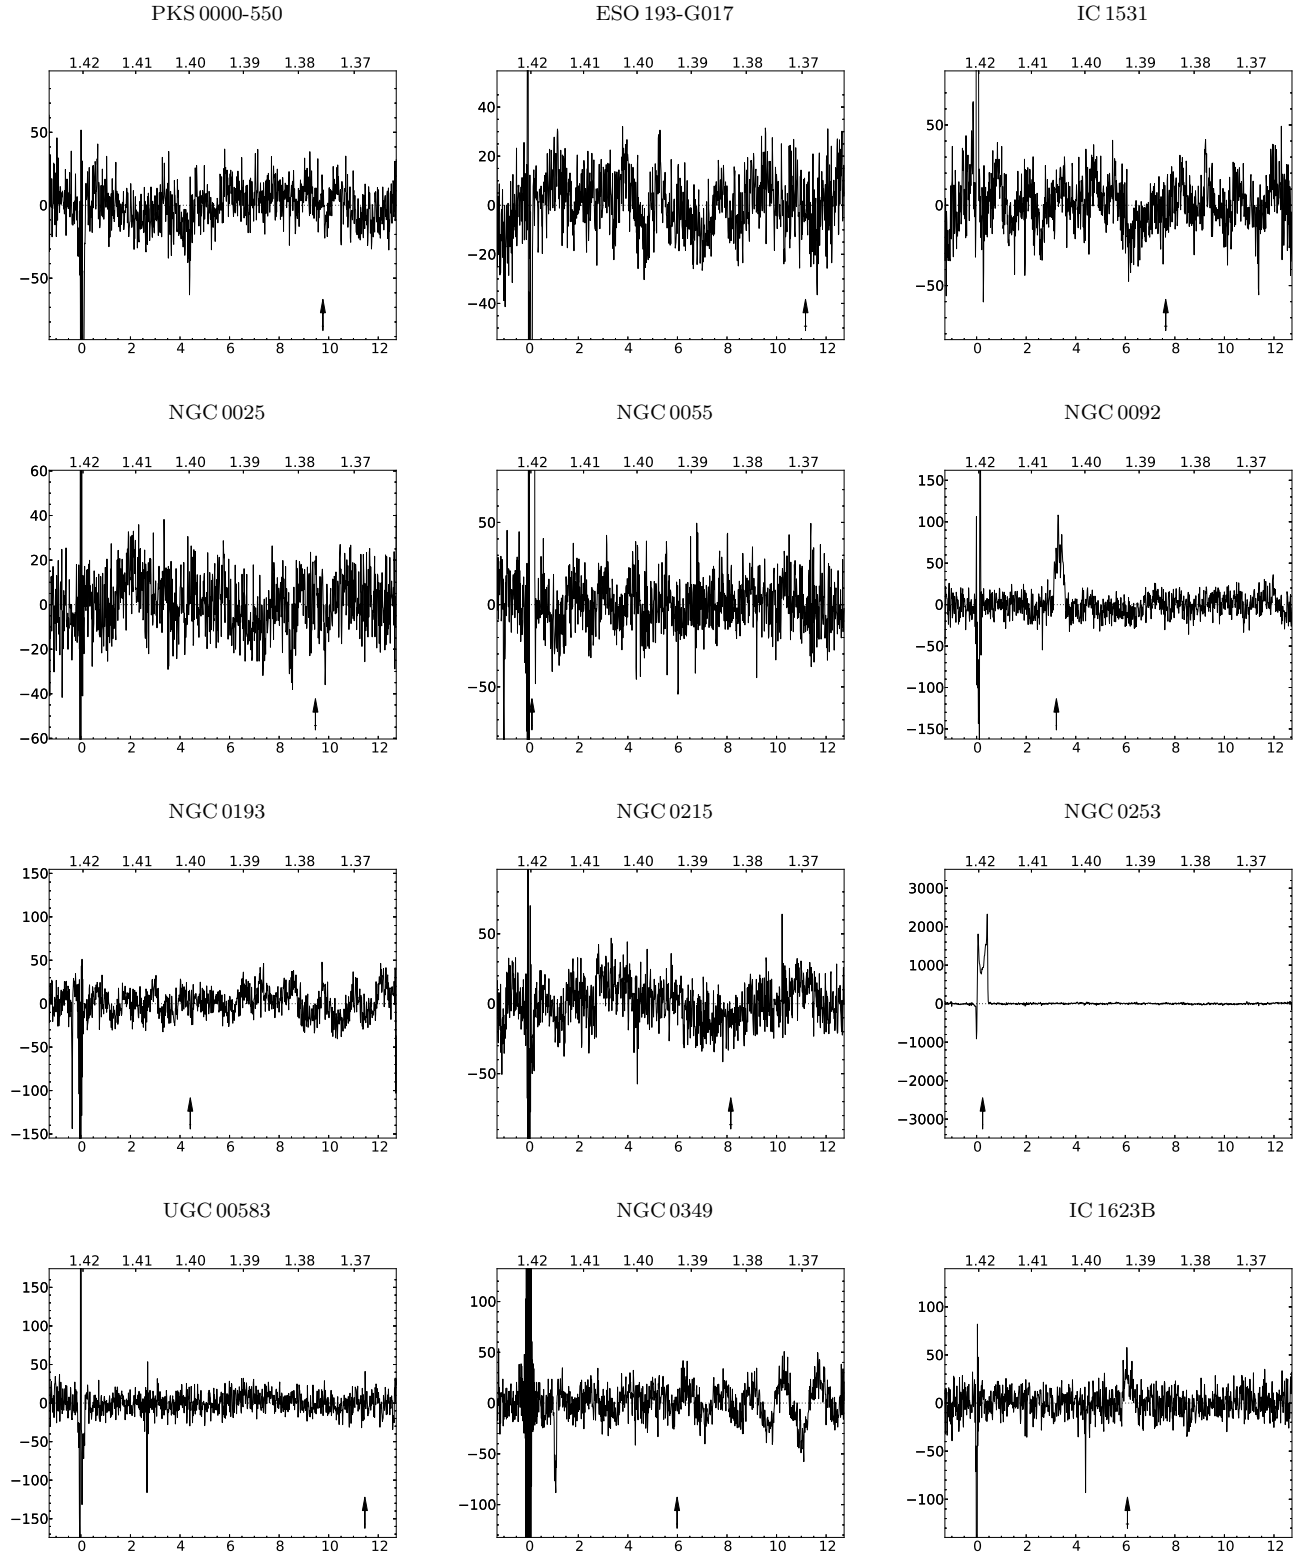 PKS 0000-550 ESO 193-G017 IC 1531
1.42 1.41 1.40 1.39 1.38 1.37 1.42 1.41 1.40 1.39 1.38 1.37 1.42 1.41 1.40 1.39 1.38 1.37
50 0 −50
40 20 0 −20 −40
50 0 −50
0 2 4 6 8 10 12 0 2 4 6 8 10 12 0 2 4 6 8 10 12
NGC 0025 NGC 0055 NGC 0092
1.42 1.41 1.40 1.39 1.38 1.37 1.42 1.41 1.40 1.39 1.38 1.37 1.42 1.41 1.40 1.39 1.38 1.37
60 40 20 0 −20 −40 −60
50 0 −50
150 100 50 0 −50 −100 −150
0 2 4 6 8 10 12 0 2 4 6 8 10 12 0 2 4 6 8 10 12
NGC 0193 NGC 0215 NGC 0253
1.42 1.41 1.40 1.39 1.38 1.37 1.42 1.41 1.40 1.39 1.38 1.37 1.42 1.41 1.40 1.39 1.38 1.37
150 100 50 0 −50 −100 −150
50 0 −50
3000 2000 1000 0 −1000 −2000 −3000
0 2 4 6 8 10 12 0 2 4 6 8 10 12 0 2 4 6 8 10 12
UGC 00583 NGC 0349 IC 1623B
1.42 1.41 1.40 1.39 1.38 1.37 1.42 1.41 1.40 1.39 1.38 1.37 1.42 1.41 1.40 1.39 1.38 1.37
150 100 50 0 −50 −100 −150
100 50 0 −50 −100
100 50 0 −50 −100
0 2 4 6 8 10 12 0 2 4 6 8 10 12 0 2 4 6 8 10 12